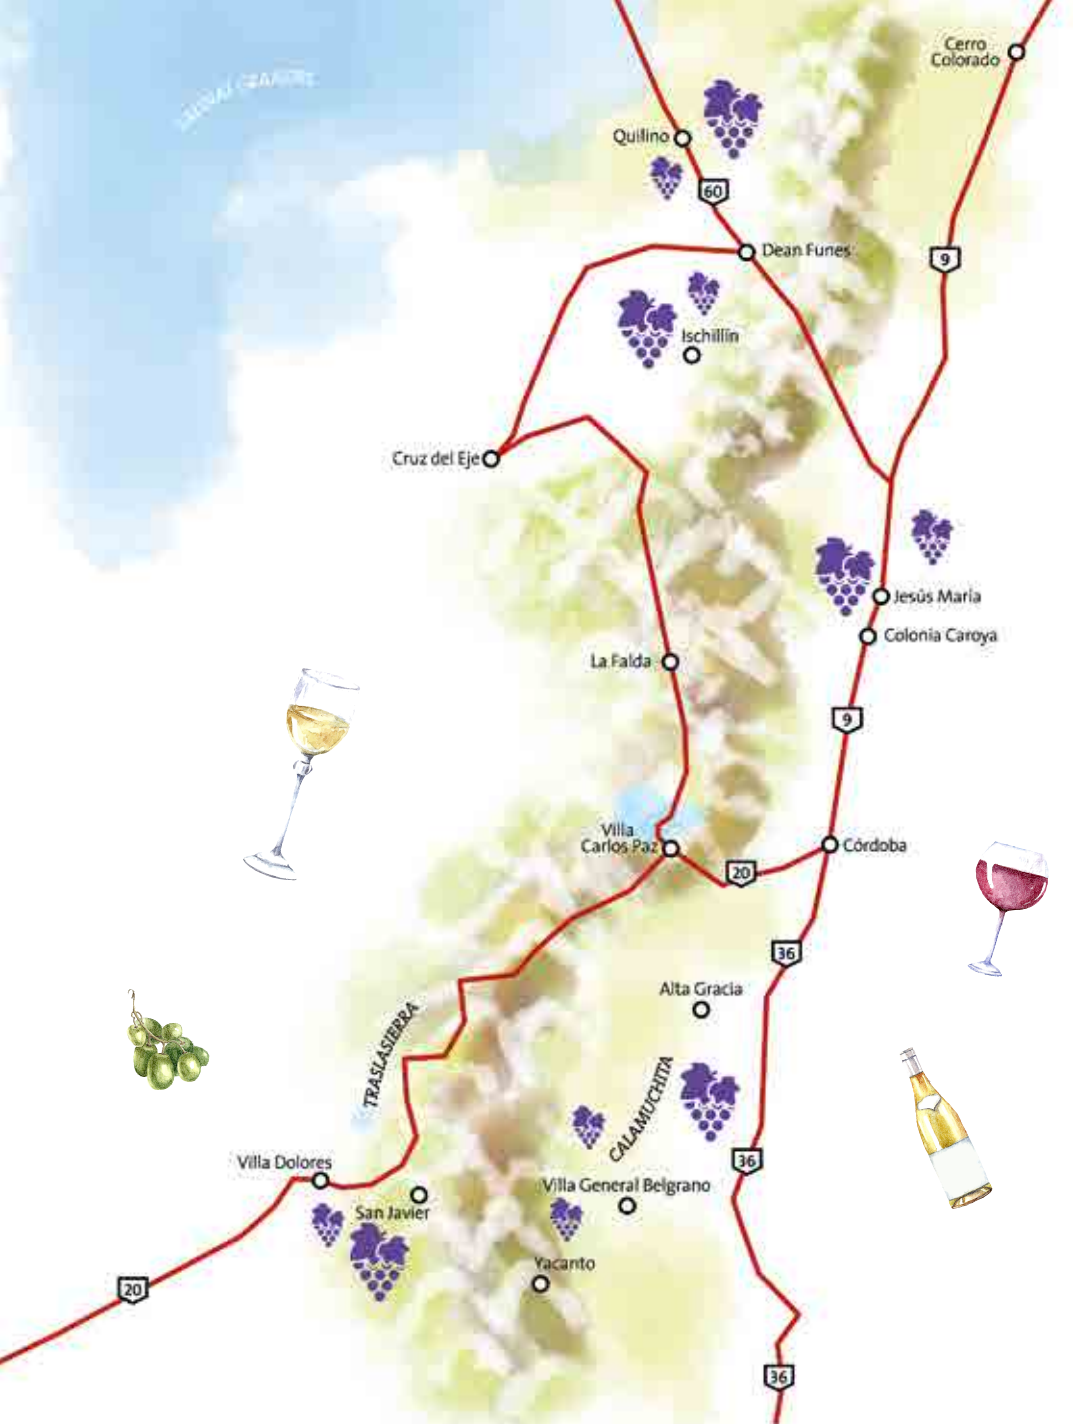 Cerro
Colorado
SALINAS GRANDES
Quilino
60
Dean Funes
9
Ischillín
Cruz del Eje
Jesús María
Colonia Caroya
La Falda
9
Villa
Carlos Paz
Córdoba
20
36
Alta Gracia
TRASLASIERRA
CALAMUCHITA
36
Villa Dolores
Villa General Belgrano
San Javier
Yacanto
20
36